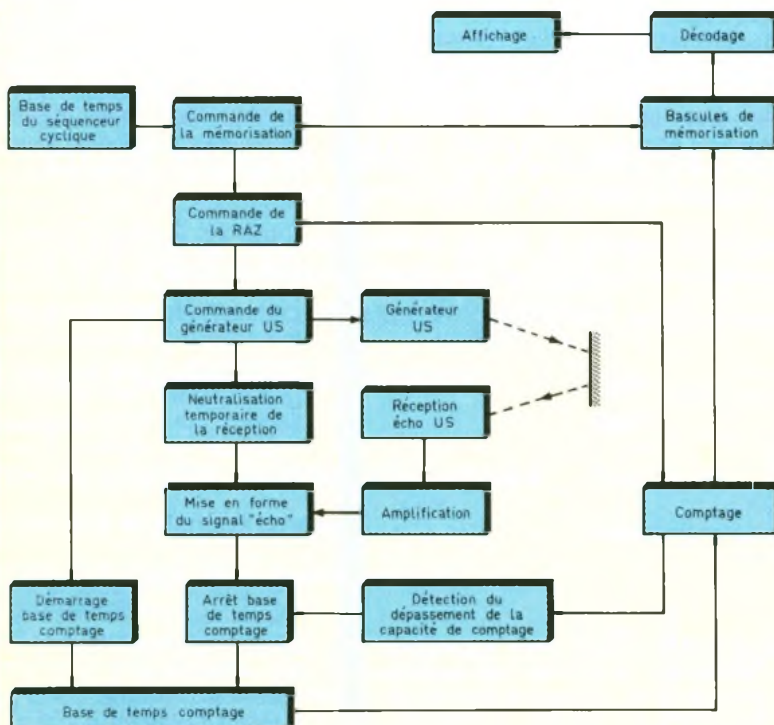 Affichage
Décodage
Base de temps
du séquenceur
cyclique
Commande de
la mémorisation
Bascules de
mémorisation
Commande de
la RAZ
Commande du
générateur US
Générateur
US
Neutralisation
temporaire de
la réception
Réception
écho US
Mise en forme
du signal "écho"
Amplification
Comptage
Démarrage
base de temps
comptage
Arrêt base
de temps
comptage
Détection du
dépassement de la
capacité de comptage
Base de temps comptage